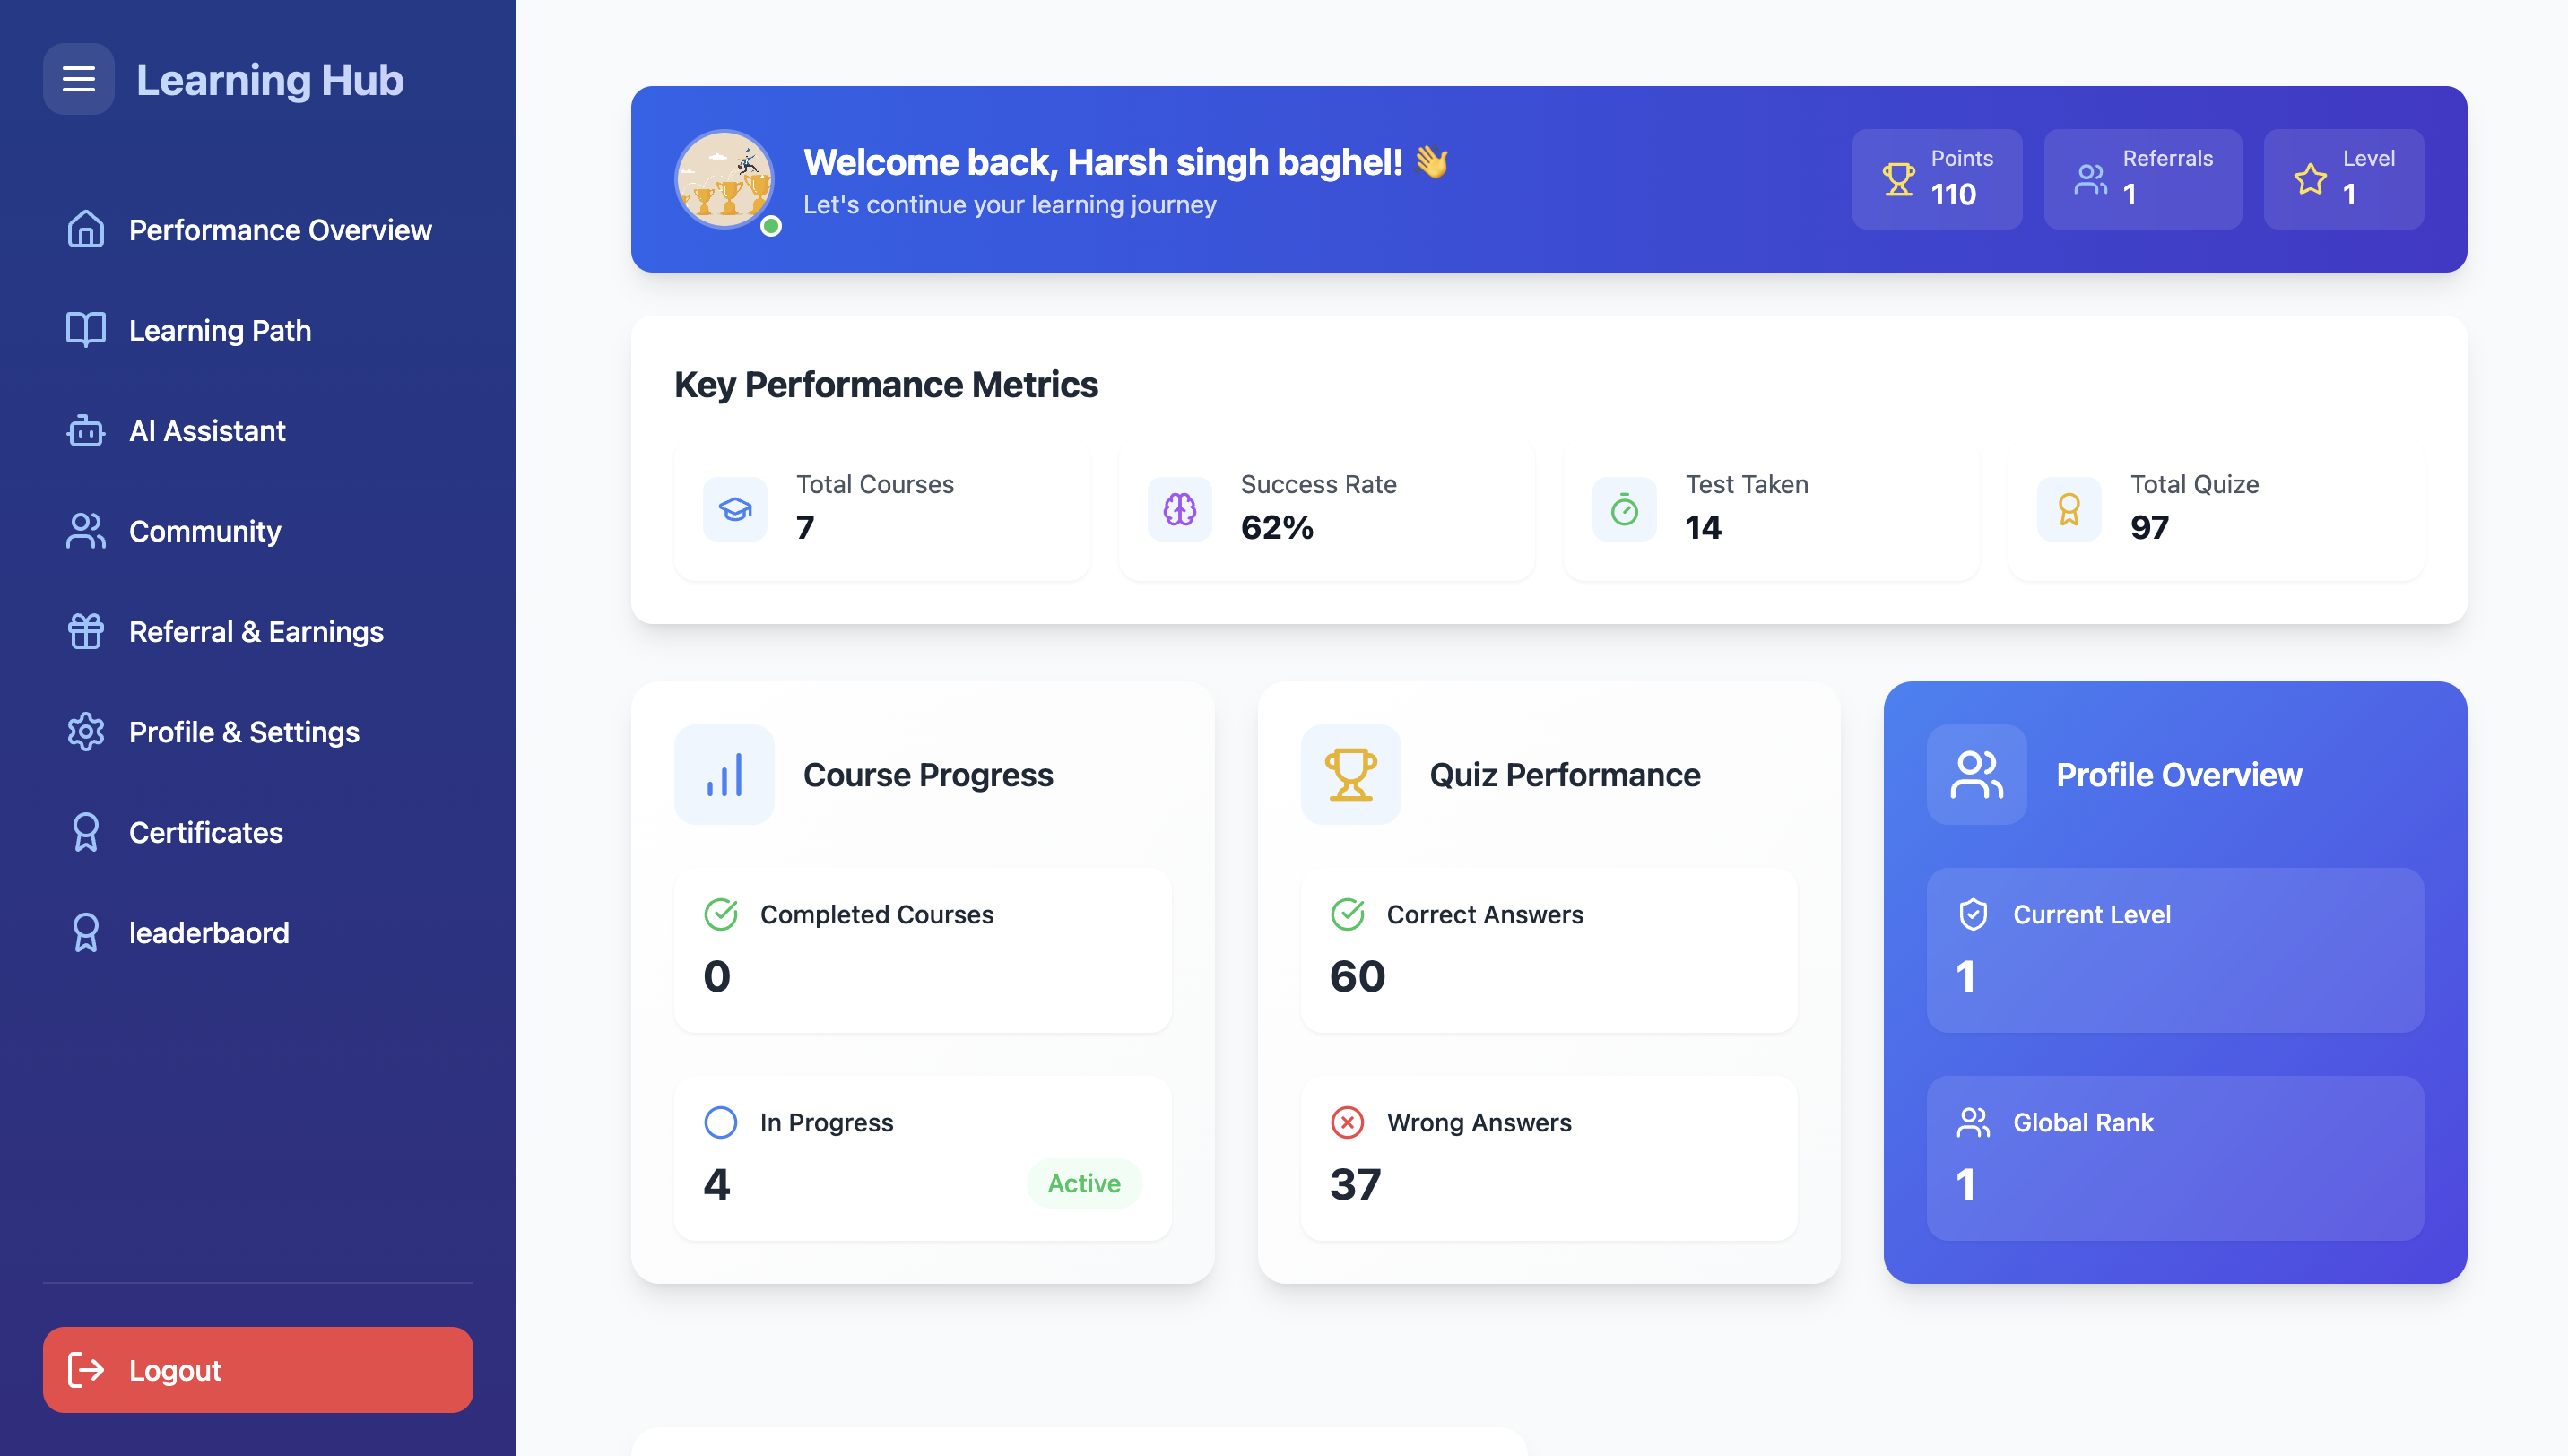 Learning Hub
Performance Overview
Learning Path
AI Assistant
Community
Referral & Earnings
Profile & Settings
Certificates
leaderbaord
Logout
Welcome back, Harsh singh baghel! 👋
Let's continue your learning journey
Points
110
Referrals
1
Level
1
Key Performance Metrics
Total Courses
7
Success Rate
62%
Test Taken
14
Total Quize
97
Course Progress
Completed Courses
0
In Progress
4
Active
Quiz Performance
Correct Answers
60
Wrong Answers
37
Profile Overview
Current Level
1
Global Rank
1